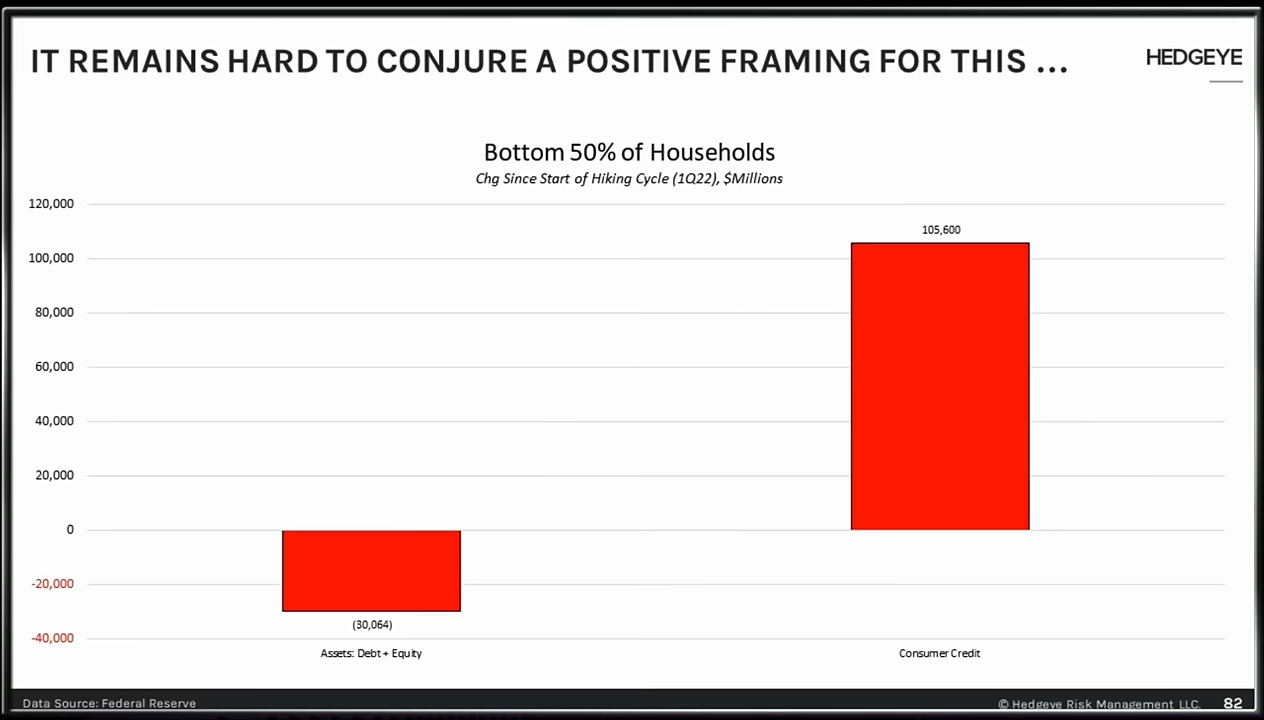 IT REMAINS HARD TO CONJURE A POSITIVE FRAMING FOR THIS ...
HEDGEYE
Bottom 50% of Households
Chg Since Start of Hiking Cycle (1Q22), $Millions
120,000
105,600
100,000
80,000
60,000
40,000
20,000
0
-20,000
(30,064)
-40,000
Assets: Debt + Equity
Consumer Credit
Data Source: Federal Reserve
© Hedgeye Risk Management LLC.
82